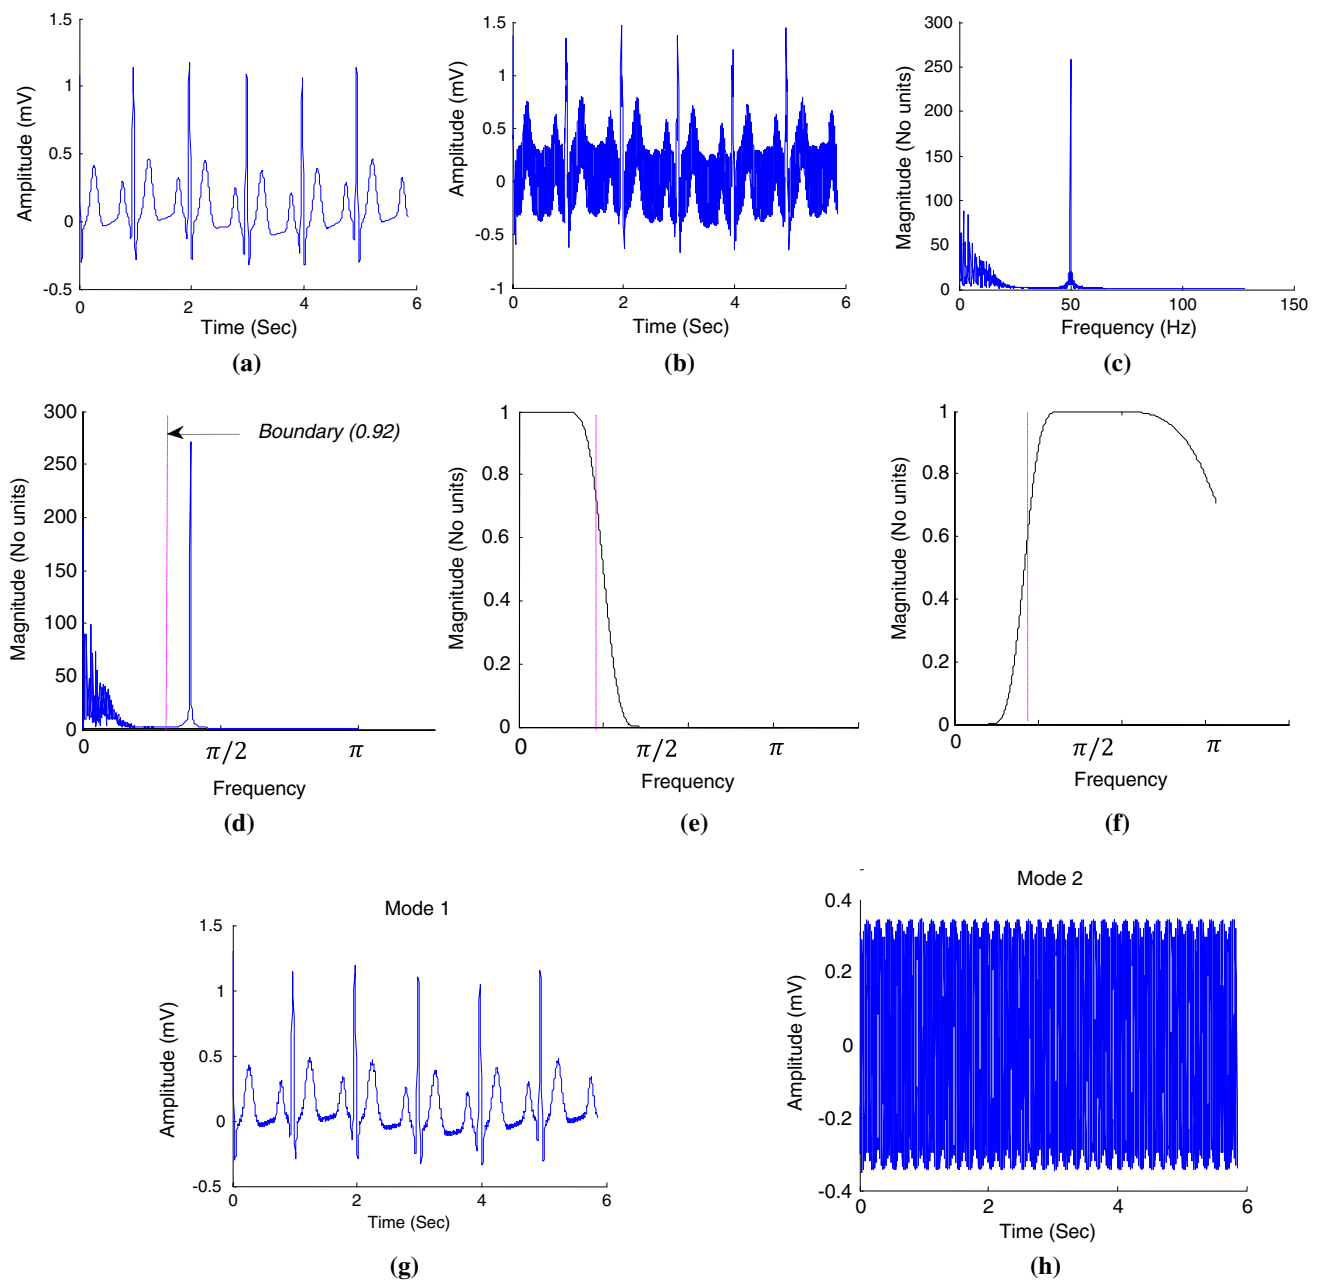 1.5
1
0.5
0
-0.5
0
2
4
6
Amplitude (mV)
Time (Sec)
(a)
1.5
1
0.5
0
-0.5
-1
0
2
4
6
Amplitude (mV)
Time (Sec)
(b)
300
250
200
150
100
50
0
0
50
100
150
Magnitude (No units)
Frequency (Hz)
(c)
300
250
200
150
100
50
0
0
π/2
π
Boundary (0.92)
Magnitude (No units)
Frequency
(d)
1
0.8
0.6
0.4
0.2
0
0
π/2
π
Magnitude (No units)
Frequency
(e)
1
0.8
0.6
0.4
0.2
0
0
π/2
π
Magnitude (No units)
Frequency
(f)
Mode 1
1.5
1
0.5
0
-0.5
0
2
4
6
Amplitude (mV)
Time (Sec)
(g)
Mode 2
0.4
0.2
0
-0.2
-0.4
0
2
4
6
Amplitude (mV)
Time (Sec)
(h)